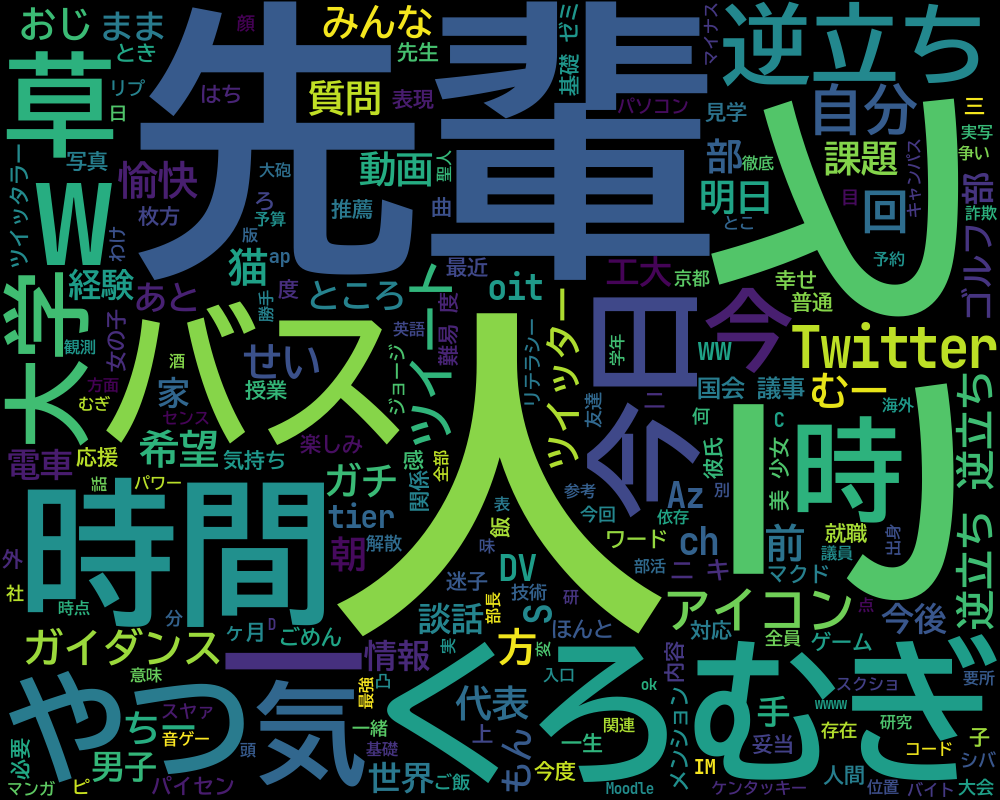 おじ
まま
とき
リプ
日
草
写真
ツイッタラー
W
愉快
枚方
わけ
はち
顔
先輩
みんな
先生
質問
表現
動画
聖人
大砲
ろ
予算
推薦
曲
版
猫
ap
最近
基礎
ゼミ
マイナス
パソコン
逆立ち
自分
見学
部
徹底
課題
三
実写
争い
明日
回
キャンパス
部
目
とこ
詐欺
ゴルフ
予約
経験
あと
ところ
度
勝手
英語
難易
度
oit
工大
京都
幸せ
普通
大学
観測
女の子
方面
むぎ
バス
酒
家
センス
せい
授業
ジョージ
ツイート
リテラシー
ツイッター
今日
学年
今
ww
Twitter
国会
議事
むー
海外
逆立ち
逆立ち
電車
応援
希望
気持ち
楽しみ
ガチ
感
関係
全部
友達
ニ
何
彼氏
C
美
少女
時
り
話
パワー
外
社
時点
時間
分
tier
朝
解散
人
飯
表
味
迷子
DV
技術
参考
今回
Az
依存
別
ワード
ch
部活
ニ
キ
前
マクド
就職
議員
出身
点
ガイダンス
ケ月
D
ごめん
一
情報
談話
部長
S
研
ほんと
変
方
実
アイコン
対応
全員
ゲーム
今後
意味
やつ
スヤァ
ち
音ゲー
男子
パイセン
必要
マンガ
ピ
気
頭
最強
凸
一緒
基礎
世界
くろむぎ
代表
上
ご飯
もん
入口
関連
一生
今度
ok
Moodle
メンション
内容
IM
手
妥当
ケンタッキー
スクショ
wwww
存在
研究
人間
位置
バイト
コード
要所
子
シバ
大会